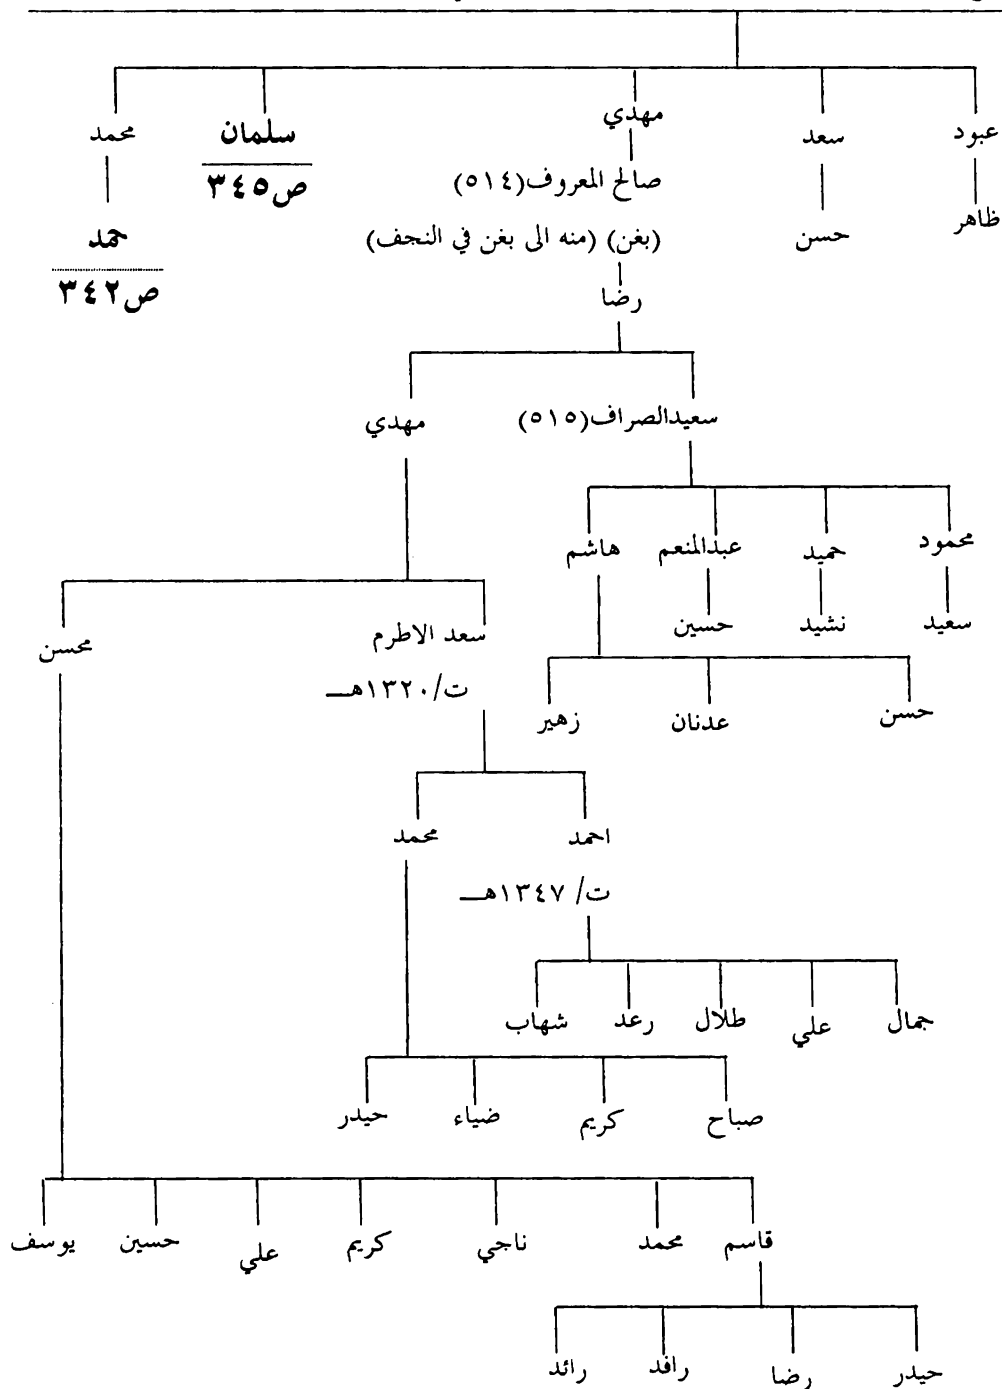 عبود سعد مهدي سلمان محمد
ظاهر حسن صالح المعروف(٥١٤) ص٣٤٥ حمد
(بغن) (منه الى بغن في النجف) ص٣٤٢
رضا
سعيدالصراف(٥١٥) مهدي
محمود حميد عبدالمنعم هاشم
سعيد نشيد حسين سعد الاطرم محسن
ت/١٣٢٠هـ
حسن عدنان زهير
احمد محمد
ت/ ١٣٤٧هـ
جمال علي طلال رعد شهاب
صباح كريم ضياء حيدر
قاسم محمد ناجي كريم علي حسين يوسف
حيدر رضا رافد رائد